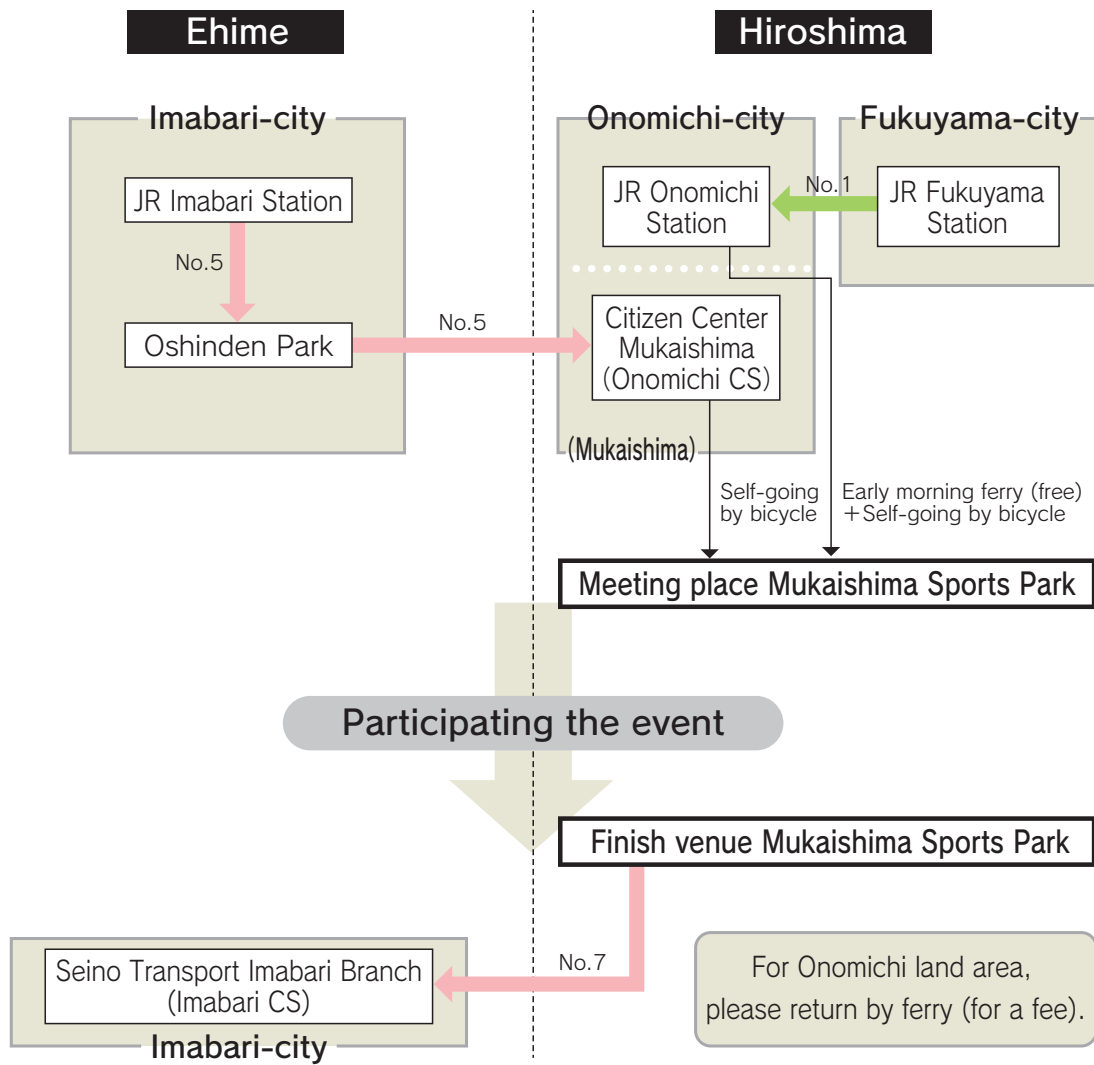 Ehime
Hiroshima
Imabari-city
Onomichi-city
Fukuyama-city
JR Imabari Station
JR Onomichi
Station
No.1
JR Fukuyama
Station
No.5
Oshinden Park
No.5
Citizen Center
Mukaishima
(Onomichi CS)
(Mukaishima)
Self-going
by bicycle
Early morning ferry (free)
+Self-going by bicycle
Meeting place Mukaishima Sports Park
Participating the event
Finish venue Mukaishima Sports Park
No.7
Seino Transport Imabari Branch
(Imabari CS)
Imabari-city
For Onomichi land area,
please return by ferry (for a fee).